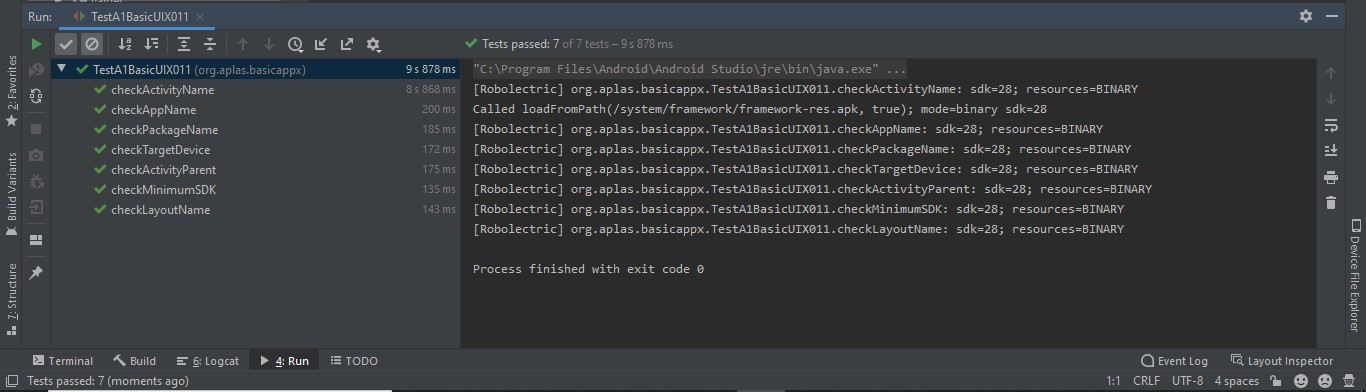 Run: TestA1BasicUIX011
Tests passed: 7 of 7 tests – 9 s 878 ms
TestA1BasicUIX011 (org.aplas.basicappx) 9 s 878 ms
checkActivityName 8 s 868 ms
checkAppName 200 ms
checkPackageName 185 ms
checkTargetDevice 172 ms
checkActivityParent 175 ms
checkMinimumSDK 135 ms
checkLayoutName 143 ms
"C:\Program Files\Android\Android Studio\jre\bin\java.exe" ...
[Robolectric] org.aplas.basicappx.TestA1BasicUIX011.checkActivityName: sdk=28; resources=BINARY
Called loadFromPath(/system/framework/framework-res.apk, true); mode=binary sdk=28
[Robolectric] org.aplas.basicappx.TestA1BasicUIX011.checkAppName: sdk=28; resources=BINARY
[Robolectric] org.aplas.basicappx.TestA1BasicUIX011.checkPackageName: sdk=28; resources=BINARY
[Robolectric] org.aplas.basicappx.TestA1BasicUIX011.checkTargetDevice: sdk=28; resources=BINARY
[Robolectric] org.aplas.basicappx.TestA1BasicUIX011.checkActivityParent: sdk=28; resources=BINARY
[Robolectric] org.aplas.basicappx.TestA1BasicUIX011.checkMinimumSDK: sdk=28; resources=BINARY
[Robolectric] org.aplas.basicappx.TestA1BasicUIX011.checkLayoutName: sdk=28; resources=BINARY
Process finished with exit code 0
2: Favorites
Build Variants
7: Structure
Device File Explorer
Terminal Build 6: Logcat 4: Run TODO Event Log Layout Inspector
Tests passed: 7 (moments ago) 1:1 CRLF UTF-8 4 spaces